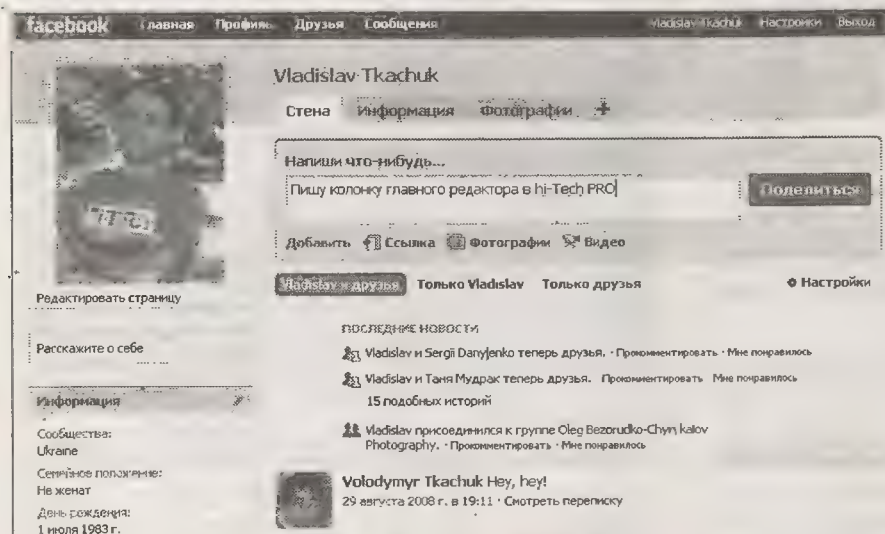 facebook Главная Профиль Друзья Сообщения Vladislav Tkachuk Настройки Выход
Vladislav Tkachuk
Стена Информация Фотографии +
Напиши что-нибудь...
Пишу колонку главного редактора в hi-Tech PRO
Поделиться
Добавить Ссылка Фотографии Видео
Vladislav и друзья Только Vladislav Только друзья Настройки
Редактировать страницу
Расскажите о себе
Информация
Сообщества:
Ukraine
Семейное положение:
Не женат
День рождения:
1 июля 1983 г.
ПОСЛЕДНИЕ НОВОСТИ
Vladislav и Sergii Danylenko теперь друзья. · Прокомментировать · Мне понравилось
Vladislav и Таня Мудрак теперь друзья. Прокомментировать Мне понравилось
15 подобных историй
Vladislav присоединился к группе Oleg Bezorudko-Chyn kalov
Photography. · Прокомментировать · Мне понравилось
Volodymyr Tkachuk Hey, hey!
29 августа 2008 г. в 19:11 · Смотреть переписку